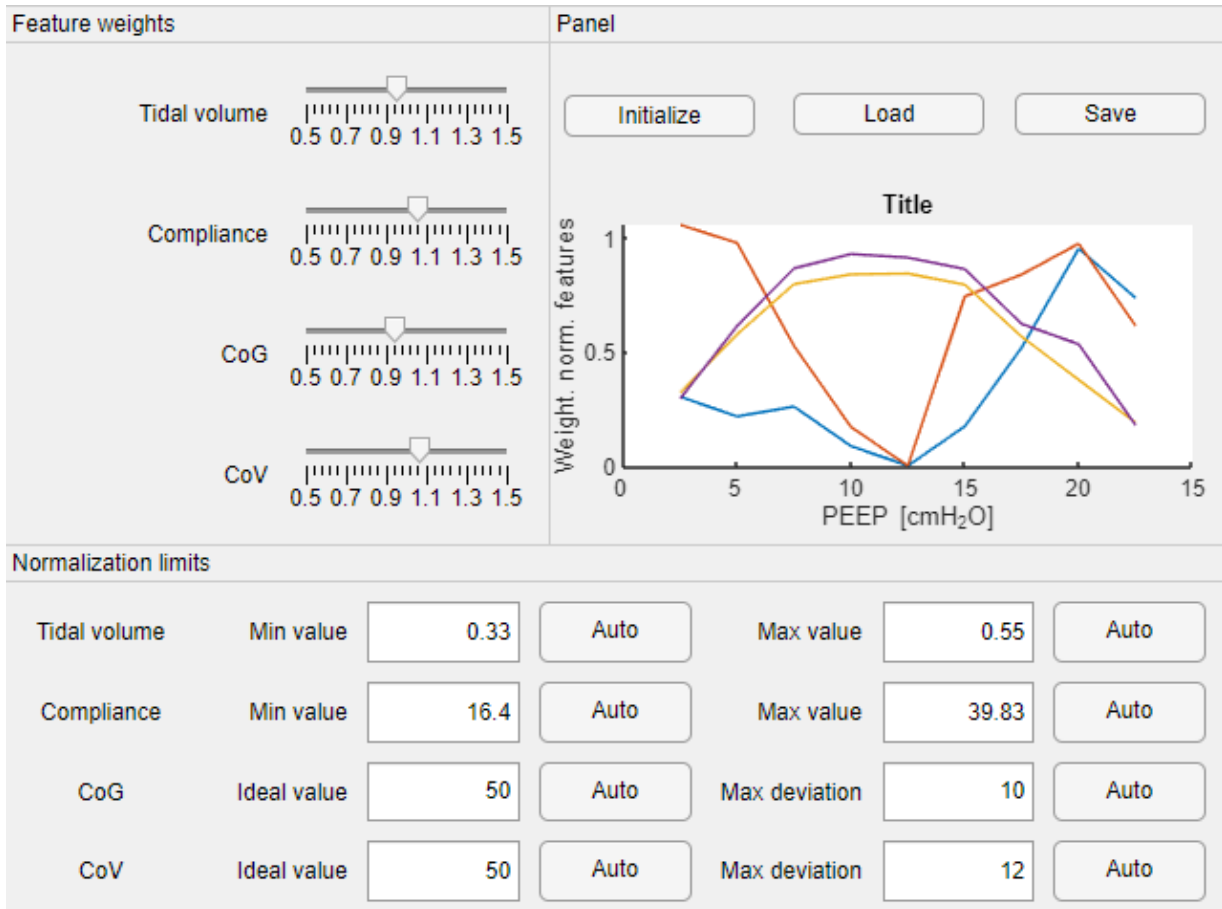 Feature weights
Panel
Tidal volume
0.5 0.7 0.9 1.1 1.3 1.5
Compliance
0.5 0.7 0.9 1.1 1.3 1.5
CoG
0.5 0.7 0.9 1.1 1.3 1.5
CoV
0.5 0.7 0.9 1.1 1.3 1.5
Initialize Load Save
Title
Weight. norm. features
1
0.5
0
0 5 10 15 20 15
PEEP [cmH₂O]
Normalization limits
Tidal volume Min value 0.33 Auto Max value 0.55 Auto
Compliance Min value 16.4 Auto Max value 39.83 Auto
CoG Ideal value 50 Auto Max deviation 10 Auto
CoV Ideal value 50 Auto Max deviation 12 Auto